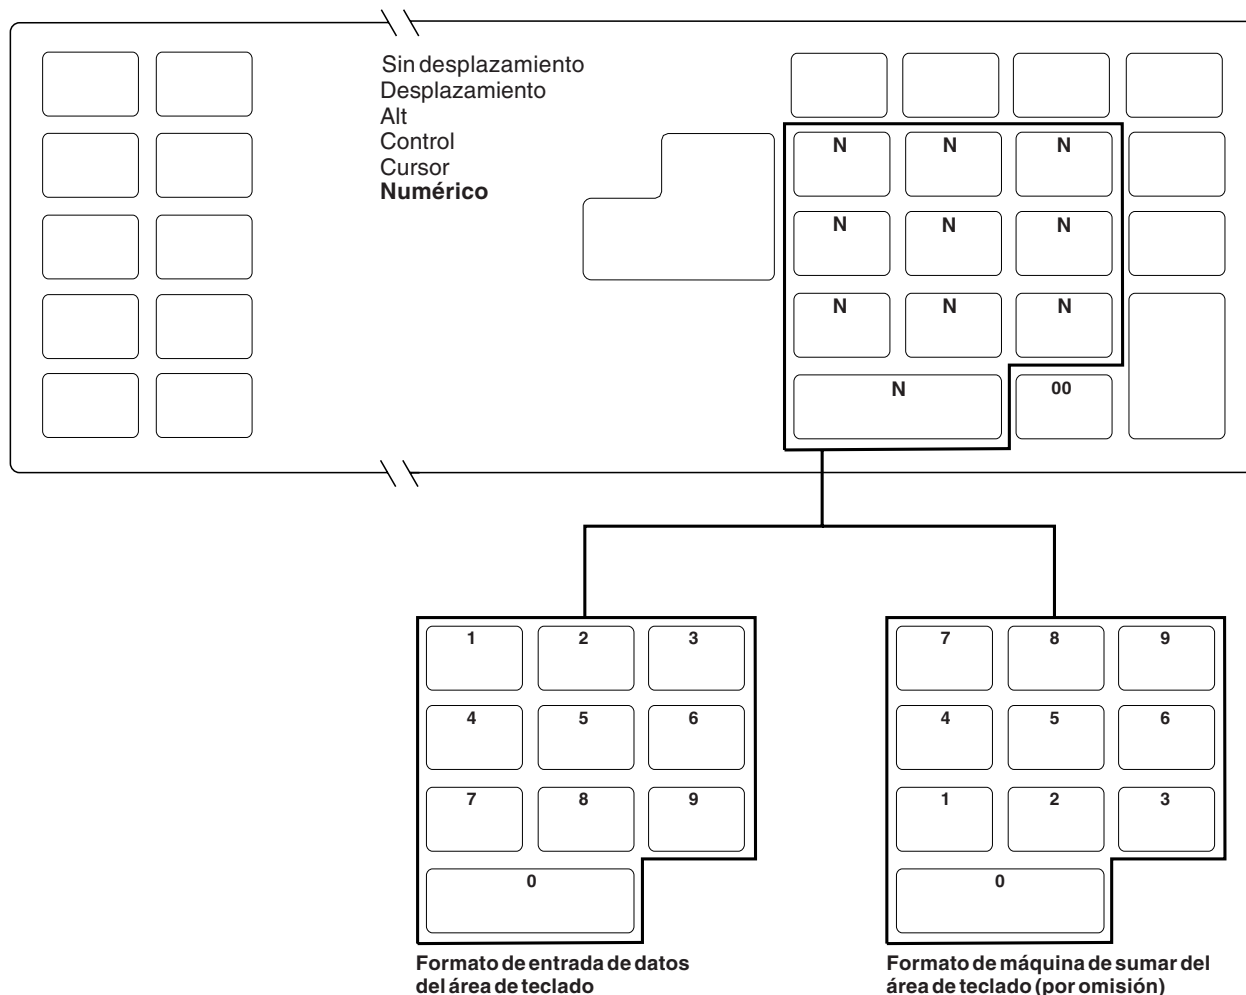 Sin desplazamiento
Desplazamiento
Alt
Control
Cursor
Numérico
N N N
N N N
N N N
N 00
1 2 3
4 5 6
7 8 9
0
Formato de entrada de datos
del área de teclado
7 8 9
4 5 6
1 2 3
0
Formato de máquina de sumar del
área de teclado (por omisión)